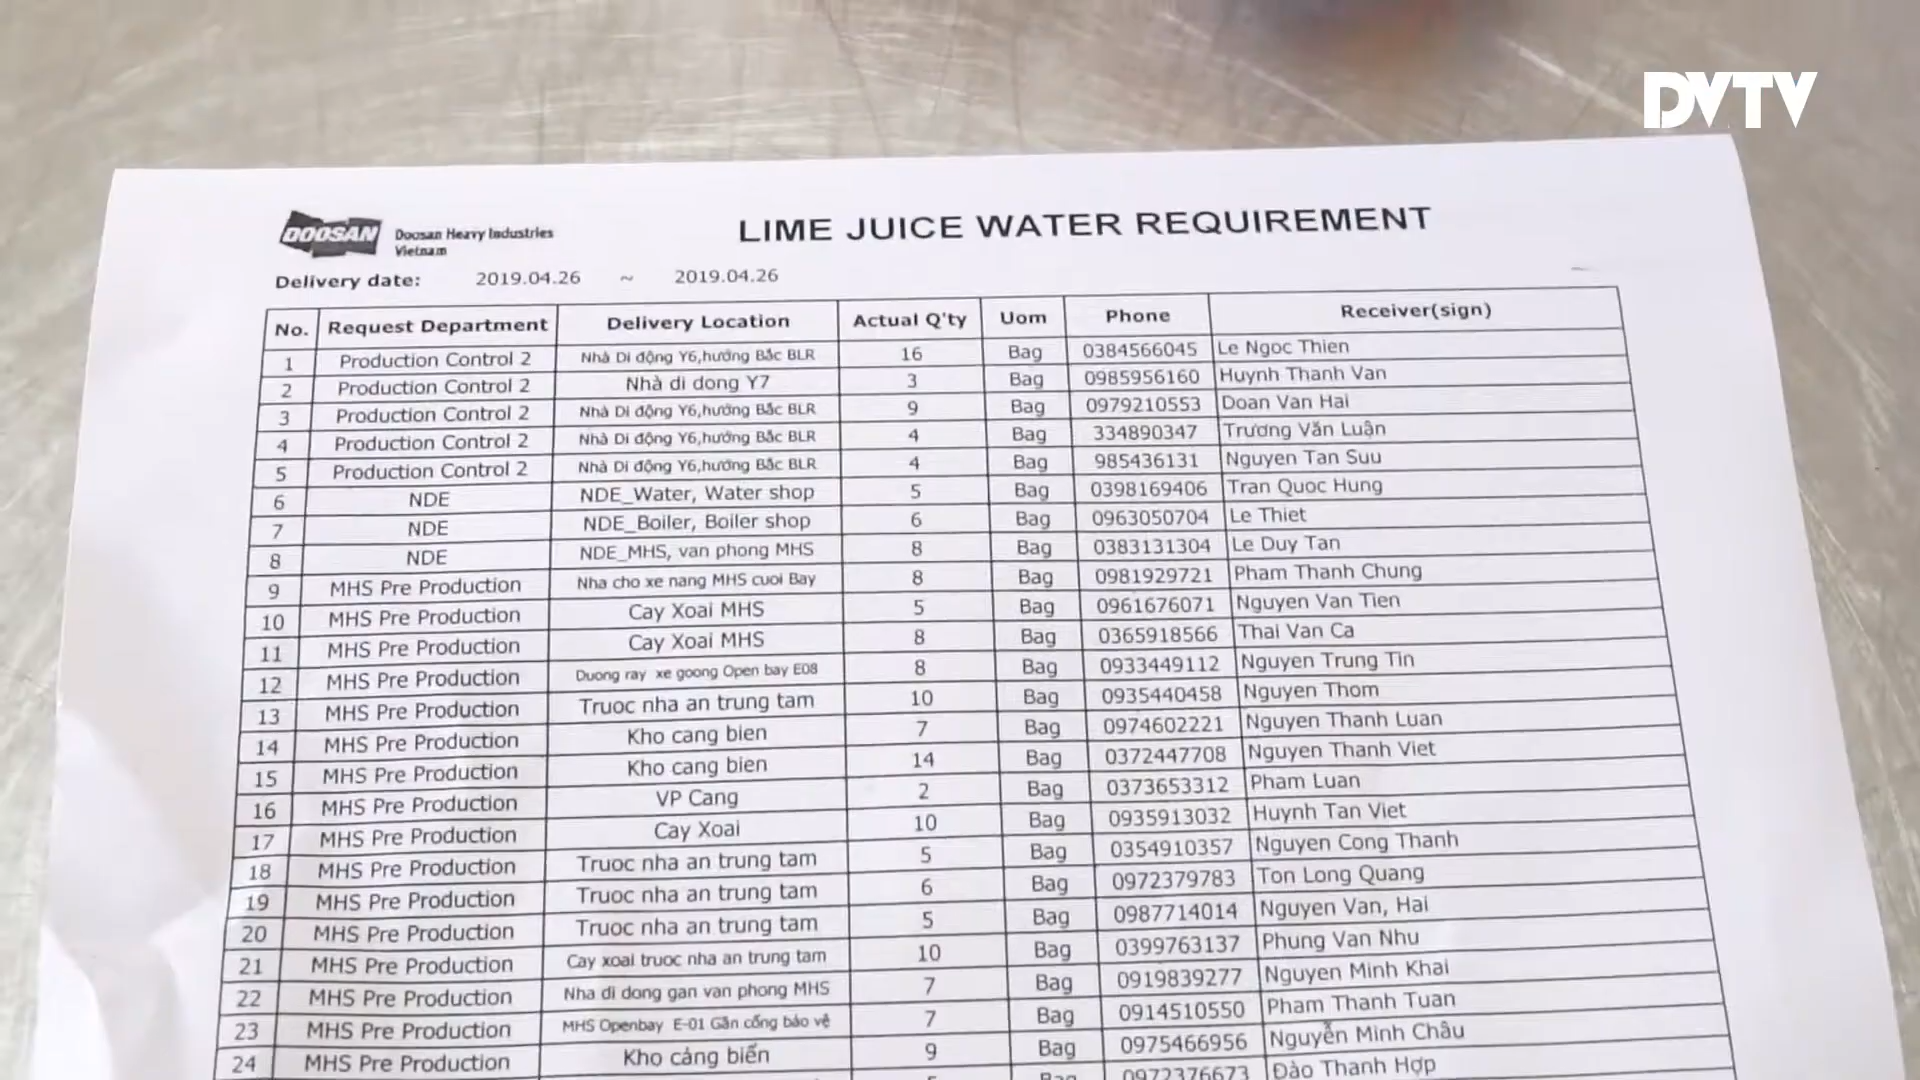 DVTV
DOOSAN Doosan Heavy Industries
Vietnam
LIME JUICE WATER REQUIREMENT
Delivery date: 2019.04.26 ~ 2019.04.26
No. Request Department Delivery Location Actual Q'ty Uom Phone Receiver(sign)
1 Production Control 2 Nhà Di động Y6,hướng Bắc BLR 16 Bag 0384566045 Le Ngoc Thien
2 Production Control 2 Nhà di dong Y7 3 Bag 0985956160 Huynh Thanh Van
3 Production Control 2 Nhà Di động Y6,hướng Bắc BLR 9 Bag 0979210553 Doan Van Hai
4 Production Control 2 Nhà Di động Y6,hướng Bắc BLR 4 Bag 334890347 Trương Văn Luận
5 Production Control 2 Nhà Di động Y6,hướng Bắc BLR 4 Bag 985436131 Nguyen Tan Suu
6 NDE NDE_Water, Water shop 5 Bag 0398169406 Tran Quoc Hung
7 NDE NDE_Boiler, Boiler shop 6 Bag 0963050704 Le Thiet
8 NDE NDE_MHS, van phong MHS 8 Bag 0383131304 Le Duy Tan
9 MHS Pre Production Nha cho xe nang MHS cuoi Bay 8 Bag 0981929721 Pham Thanh Chung
10 MHS Pre Production Cay Xoai MHS 5 Bag 0961676071 Nguyen Van Tien
11 MHS Pre Production Cay Xoai MHS 8 Bag 0365918566 Thai Van Ca
12 MHS Pre Production Duong ray xe goong Open bay E08 8 Bag 0933449112 Nguyen Trung Tin
13 MHS Pre Production Truoc nha an trung tam 10 Bag 0935440458 Nguyen Thom
14 MHS Pre Production Kho cang bien 7 Bag 0974602221 Nguyen Thanh Luan
15 MHS Pre Production Kho cang bien 14 Bag 0372447708 Nguyen Thanh Viet
16 MHS Pre Production VP Cang 2 Bag 0373653312 Pham Luan
17 MHS Pre Production Cay Xoai 10 Bag 0935913032 Huynh Tan Viet
18 MHS Pre Production Truoc nha an trung tam 5 Bag 0354910357 Nguyen Cong Thanh
19 MHS Pre Production Truoc nha an trung tam 6 Bag 0972379783 Ton Long Quang
20 MHS Pre Production Truoc nha an trung tam 5 Bag 0987714014 Nguyen Van, Hai
21 MHS Pre Production Cay xoai truoc nha an trung tam 10 Bag 0399763137 Phung Van Nhu
22 MHS Pre Production Nha di dong gan van phong MHS 7 Bag 0919839277 Nguyen Minh Khai
23 MHS Pre Production MHS Openbay E-01 Gần cổng bảo vệ 7 Bag 0914510550 Pham Thanh Tuan
24 MHS Pre Production Kho cảng biển 9 Bag 0975466956 Nguyễn Minh Châu
Bag 0972376673 Đào Thanh Hợp